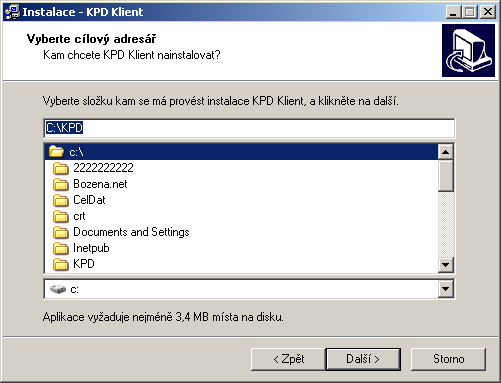 Instalace - KPD Klient
Vyberte cílový adresář
Kam chcete KPD Klient nainstalovat?
Vyberte složku kam se má provést instalace KPD Klient, a klikněte na další.
C:\KPD
c:\
2222222222
Bozena.net
CelDat
crt
Documents and Settings
Inetpub
KPD
c:
Aplikace vyžaduje nejméně 3,4 MB místa na disku.
< Zpět
Další >
Storno